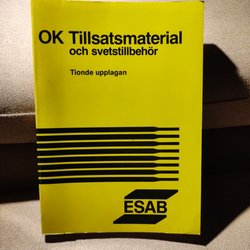 OK Tillsatsmaterial
och svetstillbehör
Tionde upplagan
ESAB